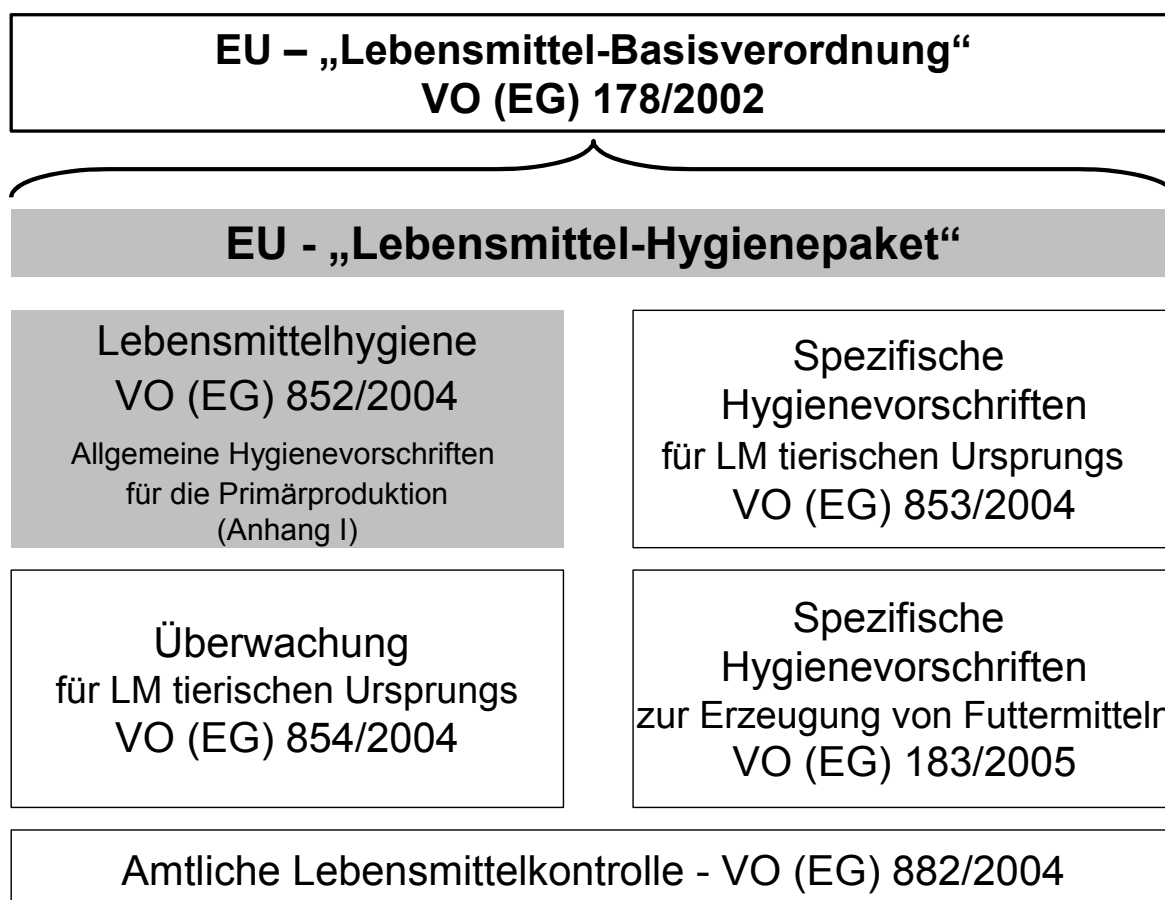 EU – „Lebensmittel-Basisverordnung“
VO (EG) 178/2002
EU - „Lebensmittel-Hygienepaket“
Lebensmittelhygiene
VO (EG) 852/2004
Allgemeine Hygienevorschriften
für die Primärproduktion
(Anhang I)
Spezifische
Hygienevorschriften
für LM tierischen Ursprungs
VO (EG) 853/2004
Überwachung
für LM tierischen Ursprungs
VO (EG) 854/2004
Spezifische
Hygienevorschriften
zur Erzeugung von Futtermitteln
VO (EG) 183/2005
Amtliche Lebensmittelkontrolle - VO (EG) 882/2004